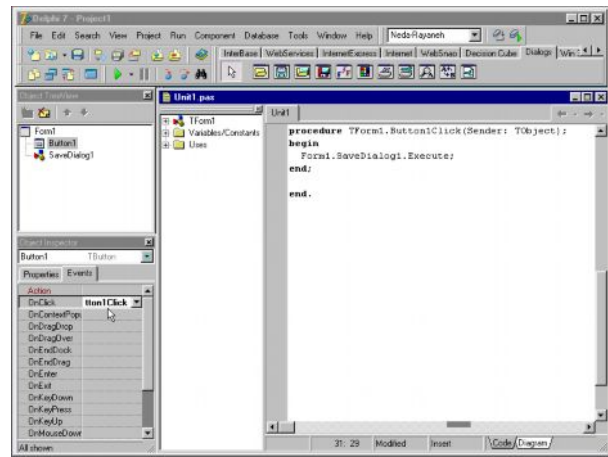 Delphi 7 - Project1
File Edit Search View Project Run Component Database Tools Window Help Neda-Rayaneh
InterBase WebServices InternetExpress Internet WebSnap Decision Cube Dialogs Win
Object TreeView
Form1
Button1
SaveDialog1
Object Inspector
Button1 TButton
Properties Events
Action
OnClick tton1Click
OnContextPop
OnDragDrop
OnDragOver
OnEndDock
OnEndDrag
OnEnter
OnExit
OnKeyDown
OnKeyPress
OnKeyUp
OnMouseDow
All shown
Unit1.pas
TForm1
Variables/Constants
Uses
Unit1
procedure TForm1.Button1Click(Sender: TObject);
begin
Form1.SaveDialog1.Execute;
end;
end.
31: 29 Modified Insert Code Diagram